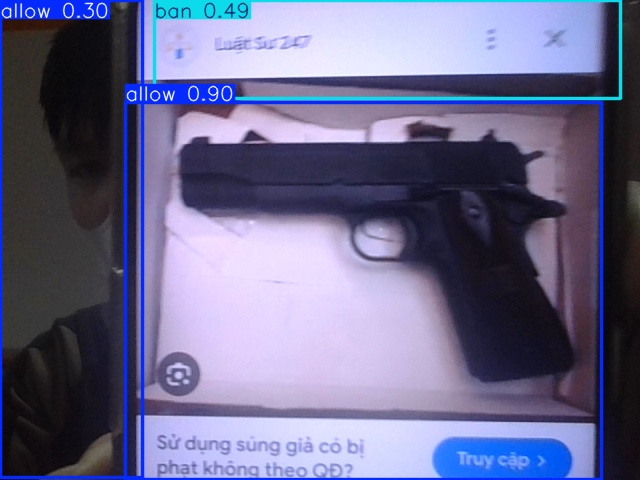 allow 0.30
ban 0.49
Luật Sư 247
allow 0.90
Sử dụng súng giả có bị
phạt không theo QĐ?
Truy cập >